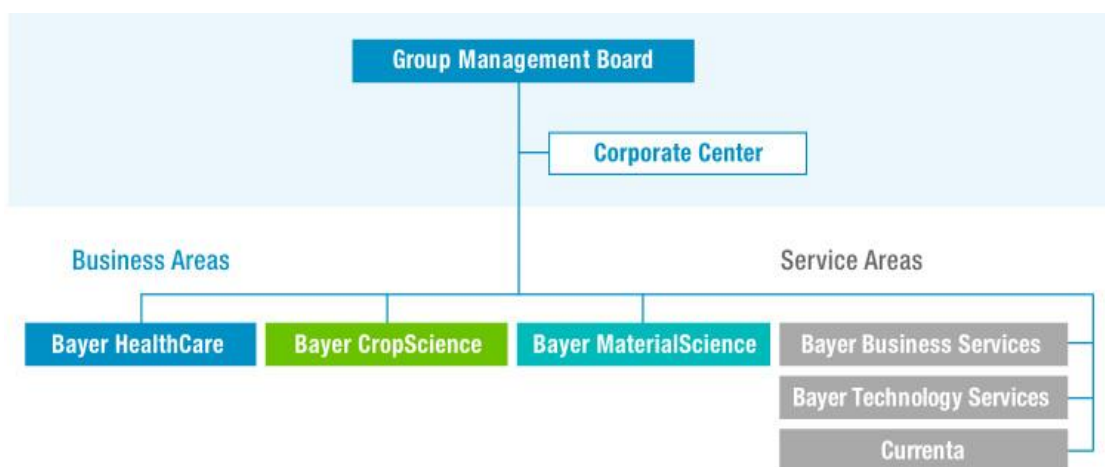 Group Management Board
Corporate Center
Business Areas
Service Areas
Bayer HealthCare
Bayer CropScience
Bayer MaterialScience
Bayer Business Services
Bayer Technology Services
Currenta